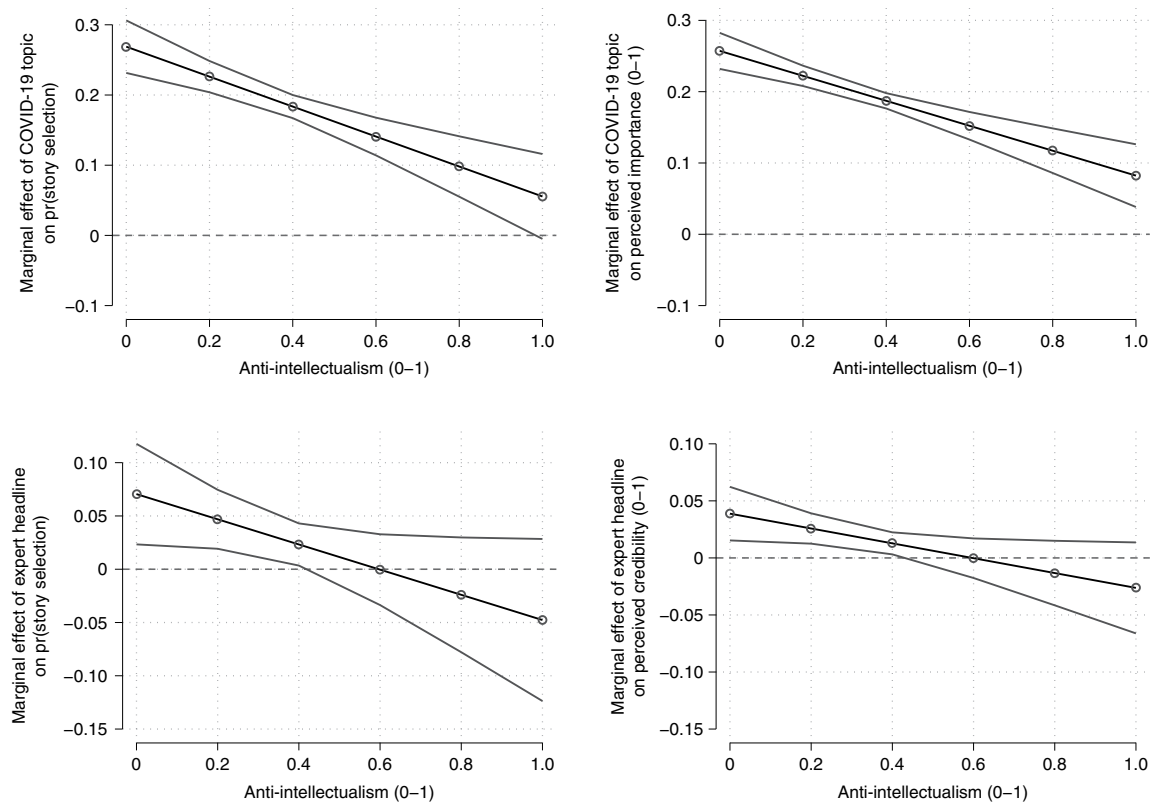 Marginal effect of COVID-19 topic
on pr(story selection)
0.3
0.2
0.1
0
−0.1
0 0.2 0.4 0.6 0.8 1.0
Anti-intellectualism (0−1)
Marginal effect of COVID-19 topic
on perceived importance (0−1)
0.3
0.2
0.1
0
−0.1
0 0.2 0.4 0.6 0.8 1.0
Anti-intellectualism (0−1)
Marginal effect of expert headline
on pr(story selection)
0.10
0.05
0
−0.05
−0.10
−0.15
0 0.2 0.4 0.6 0.8 1.0
Anti-intellectualism (0−1)
Marginal effect of expert headline
on perceived credibility (0−1)
0.10
0.05
0
−0.05
−0.10
−0.15
0 0.2 0.4 0.6 0.8 1.0
Anti-intellectualism (0−1)